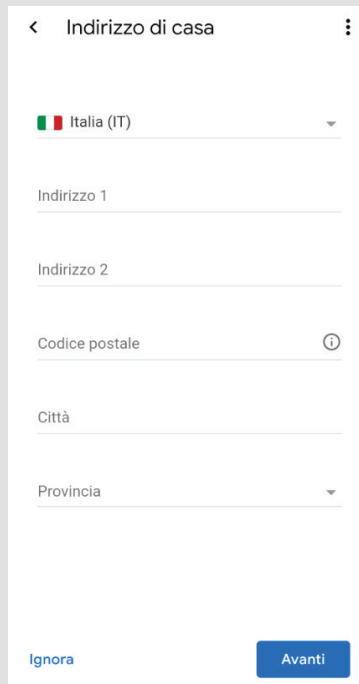 Indirizzo di casa
Italia (IT)
Indirizzo 1
Indirizzo 2
Codice postale
Città
Provincia
Ignora
Avanti